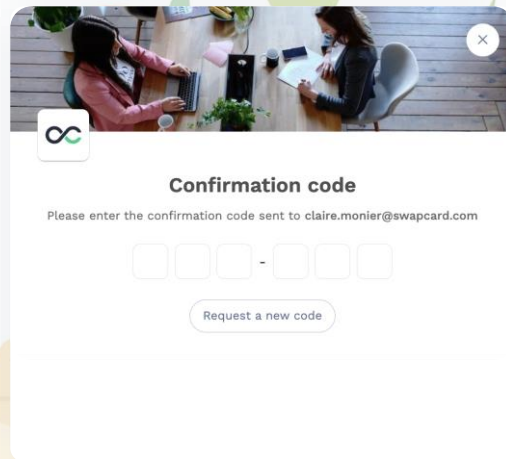 Confirmation code
Please enter the confirmation code sent to claire.monier@swapcard.com
-
Request a new code